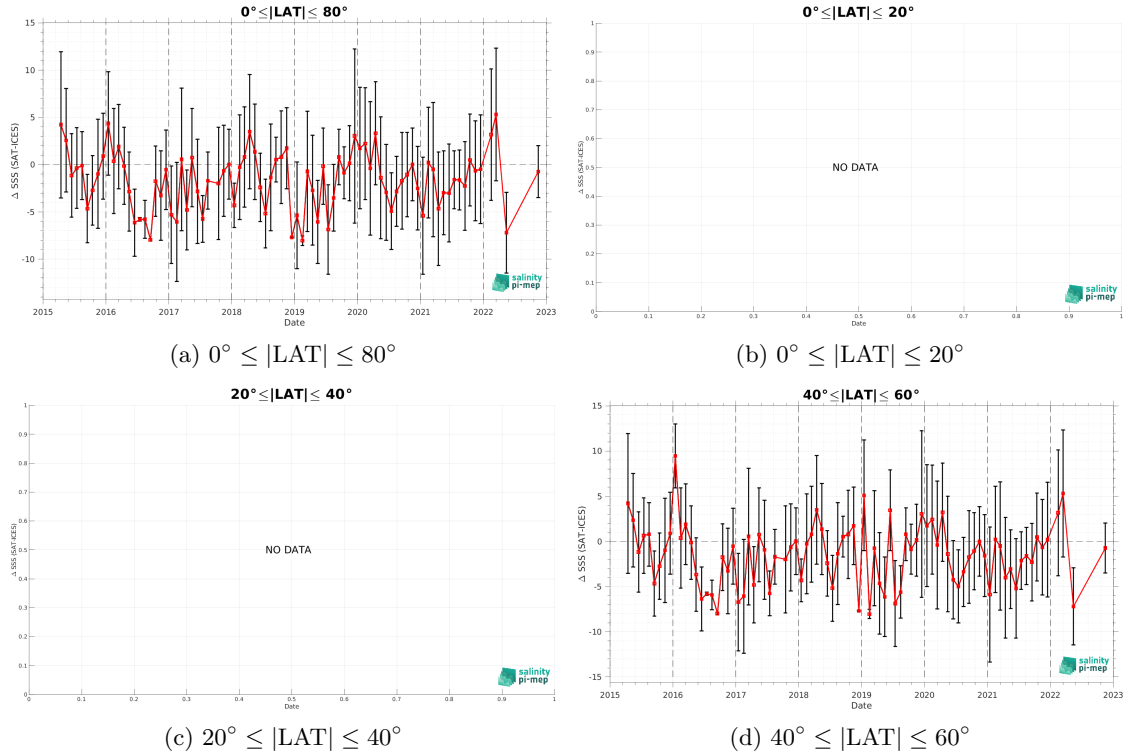 0°≤|LAT|≤ 80°
15
10
5
0
-5
-10
Δ SSS (SAT-ICES)
2015 2016 2017 2018 2019 2020 2021 2022 2023
Date
salinity
pi-mep
(a) 0° ≤ |LAT| ≤ 80°
0°≤|LAT|≤ 20°
1
0.9
0.8
0.7
0.6
0.5
0.4
0.3
0.2
0.1
0
Δ SSS (SAT-ICES)
NO DATA
0 0.1 0.2 0.3 0.4 0.5 0.6 0.7 0.8 0.9 1
Date
salinity
pi-mep
(b) 0° ≤ |LAT| ≤ 20°
20°≤|LAT|≤ 40°
1
0.9
0.8
0.7
0.6
0.5
0.4
0.3
0.2
0.1
0
Δ SSS (SAT-ICES)
NO DATA
0 0.1 0.2 0.3 0.4 0.5 0.6 0.7 0.8 0.9 1
Date
salinity
pi-mep
(c) 20° ≤ |LAT| ≤ 40°
40°≤|LAT|≤ 60°
15
10
5
0
-5
-10
-15
Δ SSS (SAT-ICES)
2015 2016 2017 2018 2019 2020 2021 2022 2023
Date
salinity
pi-mep
(d) 40° ≤ |LAT| ≤ 60°